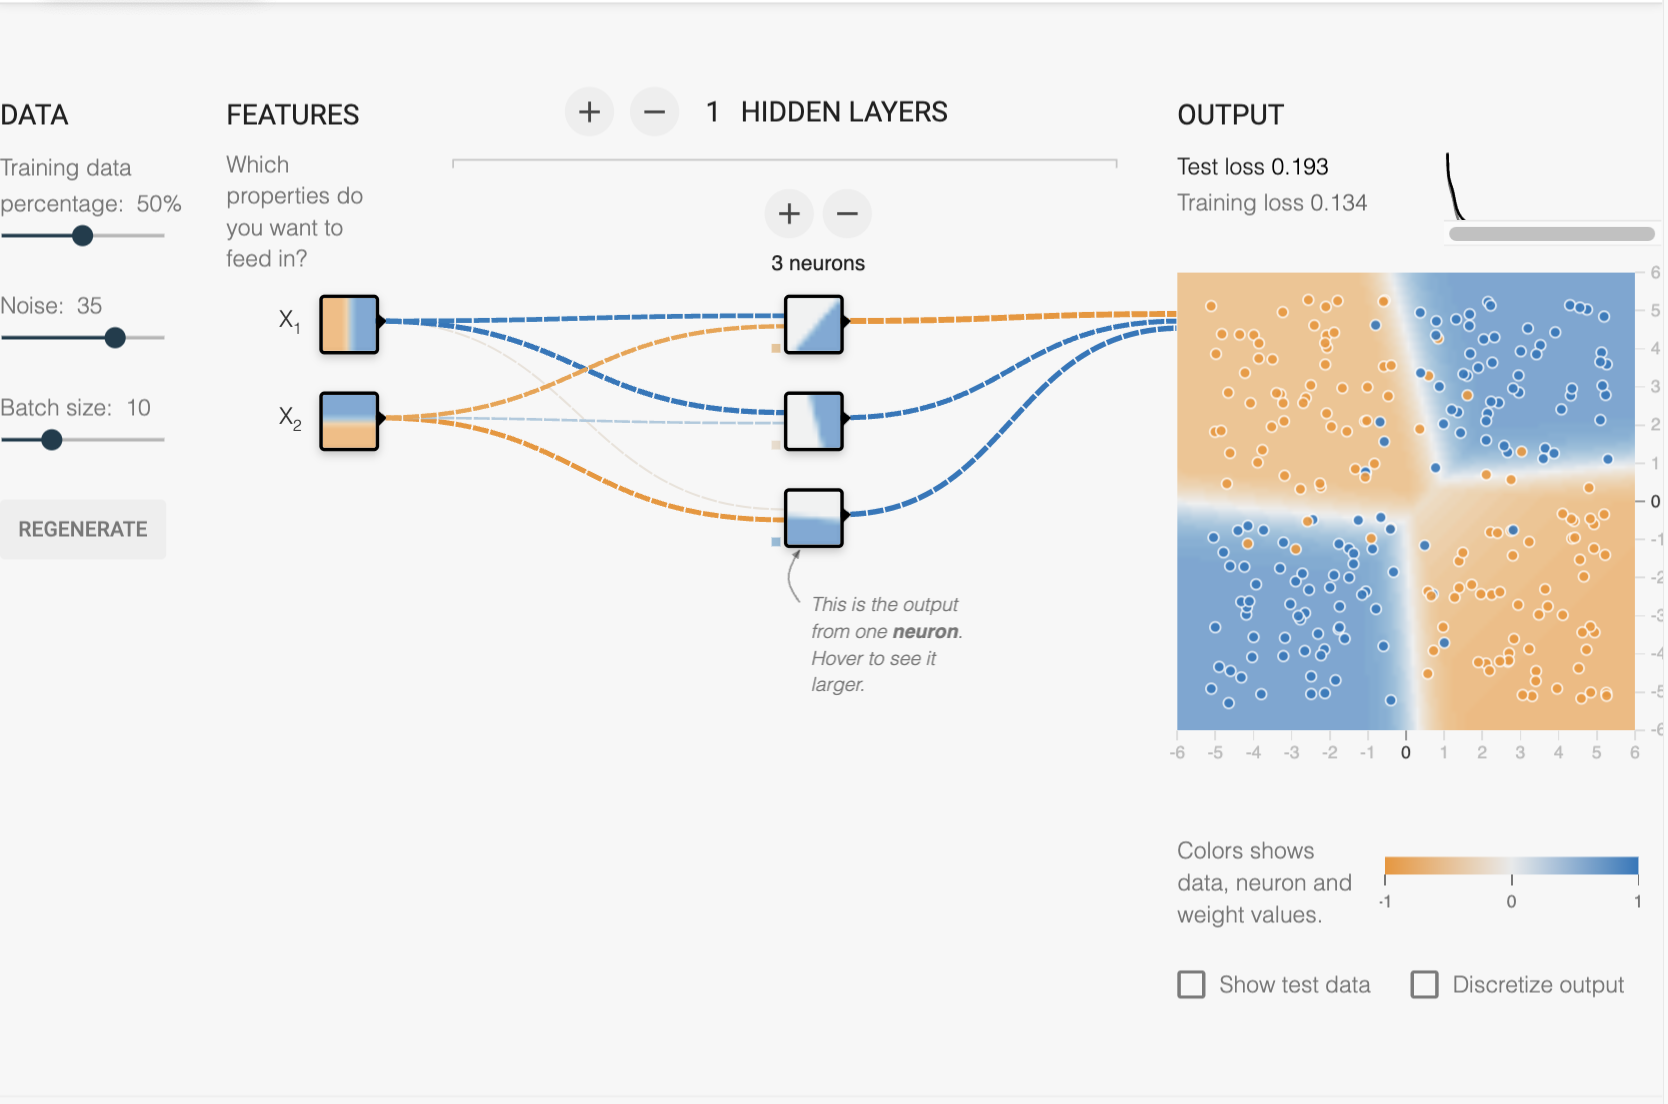 DATA
Training data
percentage: 50%
Noise: 35
Batch size: 10
REGENERATE
FEATURES
Which
properties do
you want to
feed in?
X1
X2
+ − 1 HIDDEN LAYERS
+ −
3 neurons
This is the output
from one neuron.
Hover to see it
larger.
OUTPUT
Test loss 0.193
Training loss 0.134
6
5
4
3
2
1
0
-1
-2
-3
-4
-5
-6
-6 -5 -4 -3 -2 -1 0 1 2 3 4 5 6
Colors shows
data, neuron and
weight values.
-1 0 1
Show test data
Discretize output